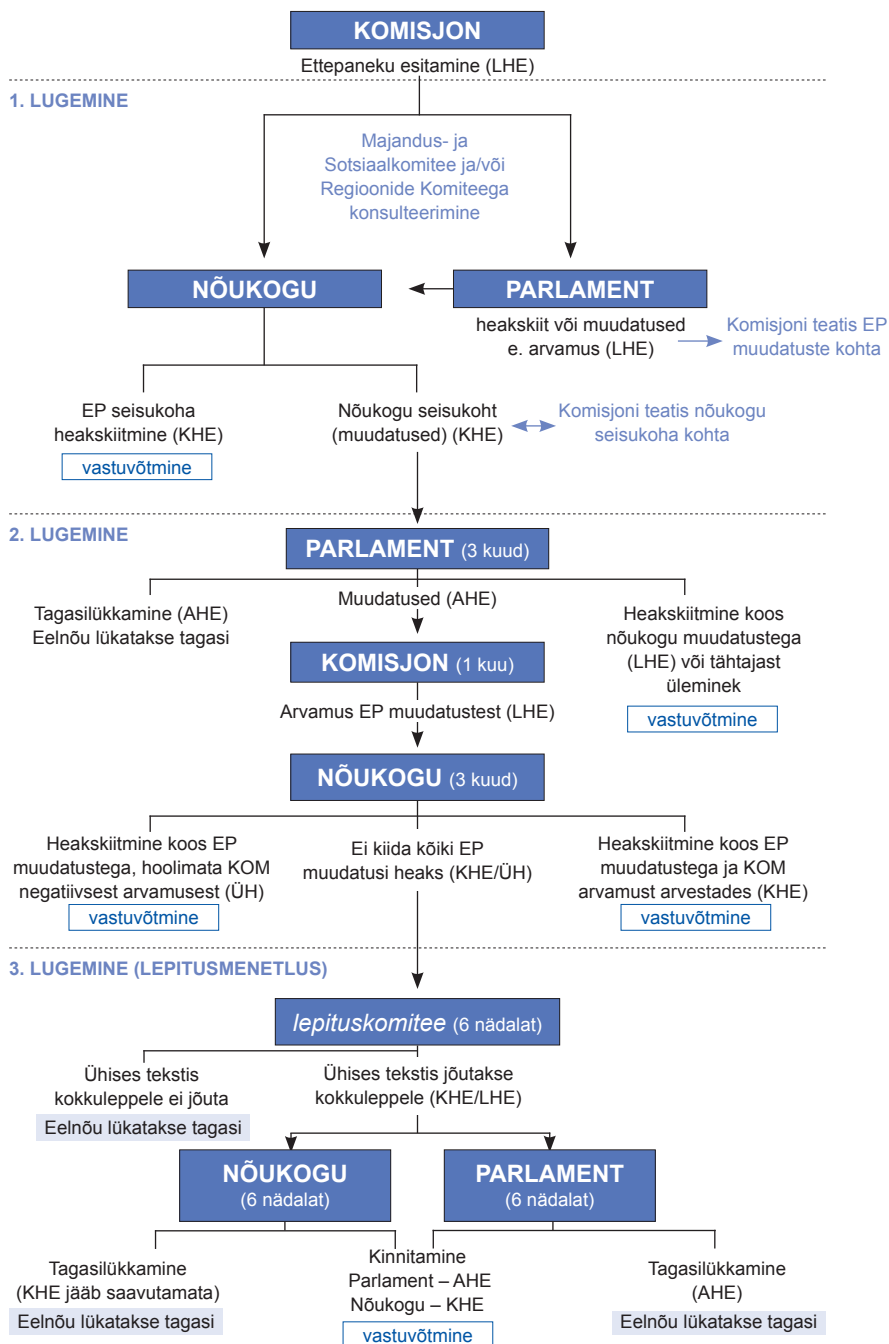 KOMISJON
Ettepaneku esitamine (LHE)
1. LUGEMINE
Majandus- ja
Sotsiaalkomitee ja/või
Regioonide Komiteega
konsulteerimine
NÕUKOGU
PARLAMENT
heakskiit või muudatused
e. arvamus (LHE)
Komisjoni teatis EP
muudatuste kohta
EP seisukoha
heakskiitmine (KHE)
vastuvõtmine
Nõukogu seisukoht
(muudatused) (KHE)
Komisjoni teatis nõukogu
seisukoha kohta
2. LUGEMINE
PARLAMENT (3 kuud)
Tagasilükkamine (AHE)
Eelnõu lükatakse tagasi
Muudatused (AHE)
Heakskiitmine koos
nõukogu muudatustega
(LHE) või tähtajast
üleminek
vastuvõtmine
KOMISJON (1 kuu)
Arvamus EP muudatustest (LHE)
NÕUKOGU (3 kuud)
Heakskiitmine koos EP
muudatustega, hoolimata KOM
negatiivsest arvamusest (ÜH)
vastuvõtmine
Ei kiida kõiki EP
muudatusi heaks (KHE/ÜH)
Heakskiitmine koos EP
muudatustega ja KOM
arvamust arvestades (KHE)
vastuvõtmine
3. LUGEMINE (LEPITUSMENETLUS)
lepituskomitee (6 nädalat)
Ühises tekstis
kokkuleppele ei jõuta
Eelnõu lükatakse tagasi
Ühises tekstis jõutakse
kokkuleppele (KHE/LHE)
NÕUKOGU
(6 nädalat)
PARLAMENT
(6 nädalat)
Tagasilükkamine
(KHE jääb saavutamata)
Eelnõu lükatakse tagasi
Kinnitamine
Parlament – AHE
Nõukogu – KHE
vastuvõtmine
Tagasilükkamine
(AHE)
Eelnõu lükatakse tagasi